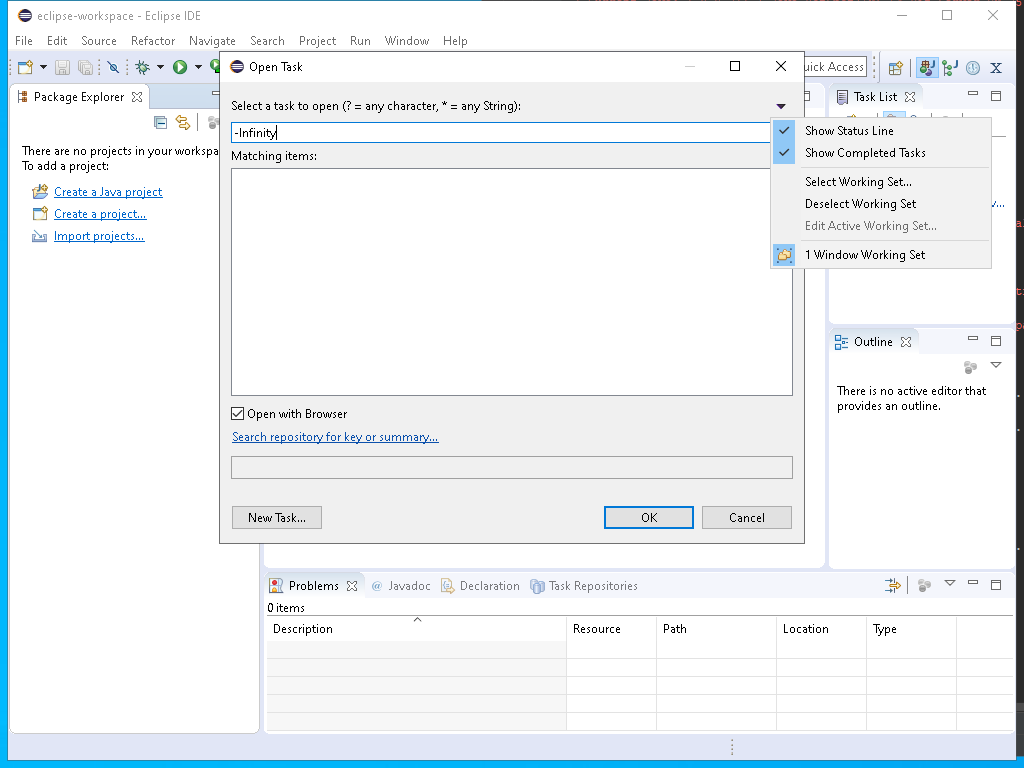 eclipse-workspace - Eclipse IDE
File Edit Source Refactor Navigate Search Project Run Window Help
Open Task
Access
Package Explorer
Task List
Select a task to open (? = any character, * = any String):
-Infinity
Matching items:
Show Status Line
Show Completed Tasks
Select Working Set...
Deselect Working Set
Edit Active Working Set...
1 Window Working Set
There are no projects in your
To add a project:
Create a Java project
Create a project...
Import projects...
Outline
There is no active editor that
provides an outline.
Open with Browser
Search repository for key or summary...
New Task...
OK
Cancel
Problems
@ Javadoc
Declaration
Task Repositories
0 items
Description Resource Path Location Type